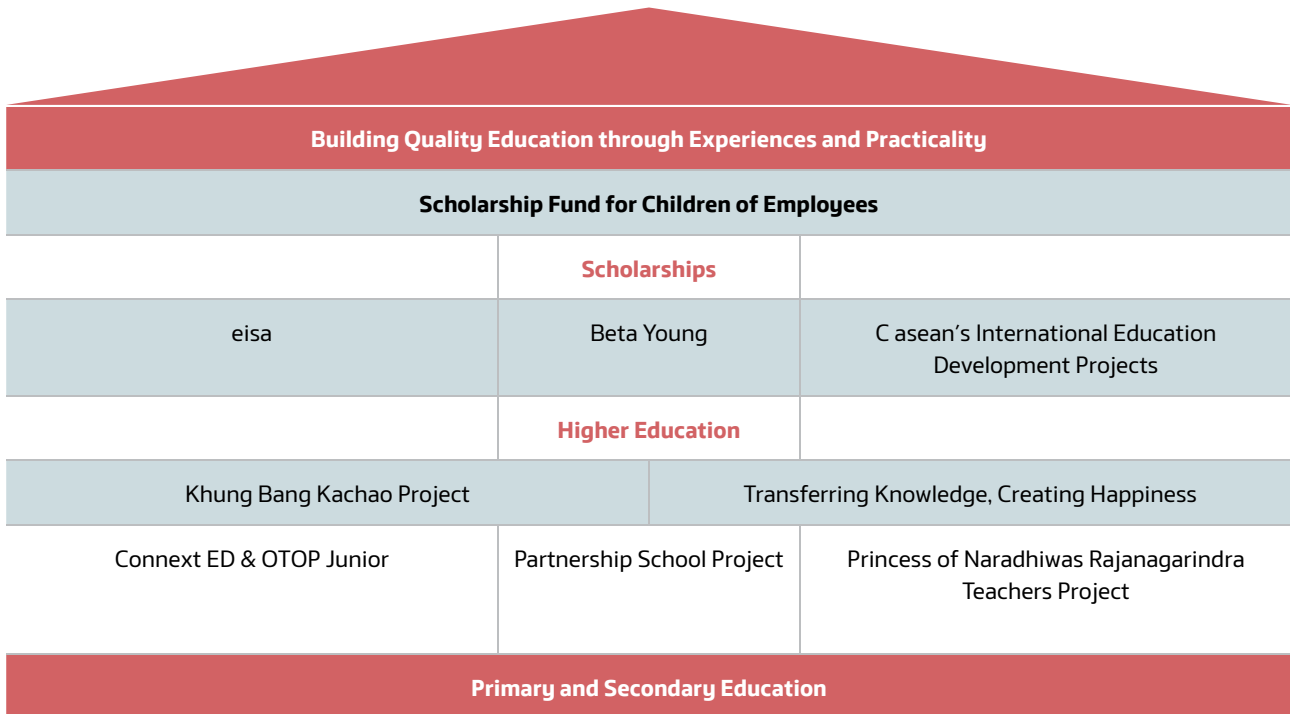 Building Quality Education through Experiences and Practicality
Scholarship Fund for Children of Employees
Scholarships
eisa
Beta Young
C asean's International Education
Development Projects
Higher Education
Khung Bang Kachao Project
Transferring Knowledge, Creating Happiness
Connext ED & OTOP Junior
Partnership School Project
Princess of Naradhiwas Rajanagarindra
Teachers Project
Primary and Secondary Education